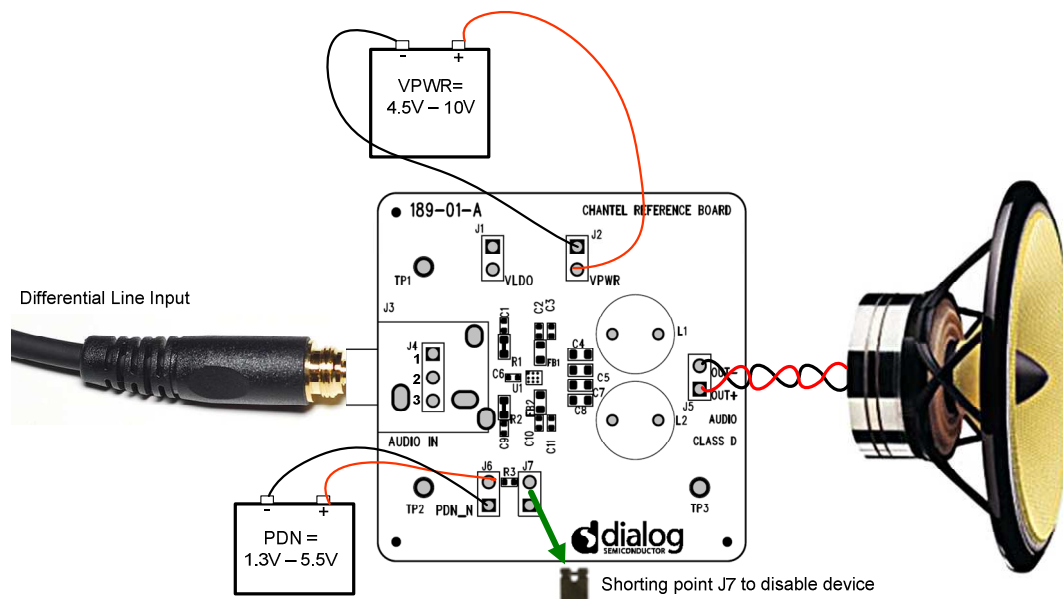 -
+
VPWR=
4.5V – 10V
189-01-A
CHANTEL REFERENCE BOARD
J1
J2
TP1
VLDO
VPWR
Differential Line Input
J3
C1
C2
C3
L1
J4
1
2
3
R1
FB1
C4
C6
U1
C5
C7
C8
FB2
R2
C9
C10
C11
L2
OUT-
OUT+
J5
AUDIO
CLASS D
AUDIO IN
J6
R3
J7
TP2
PDN_N
TP3
-
+
PDN =
1.3V – 5.5V
dialog
SEMICONDUCTOR
Shorting point J7 to disable device